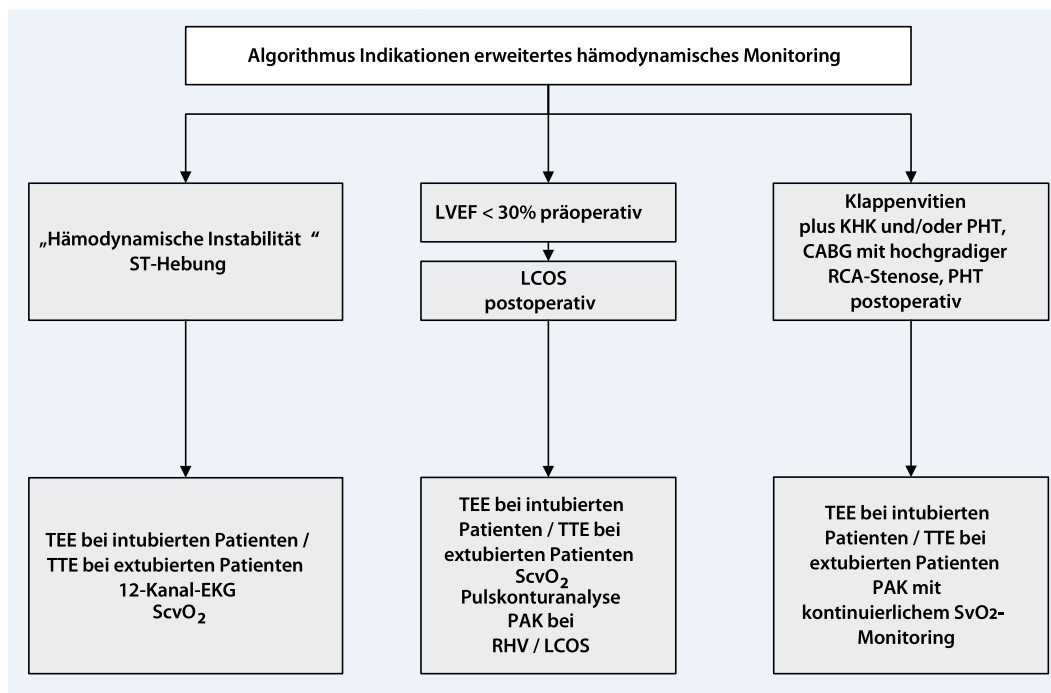 Algorithmus Indikationen erweitertes hämodynamisches Monitoring
„Hämodynamische Instabilität “
ST-Hebung
LVEF < 30% präoperativ
LCOS
postoperativ
Klappenvitien
plus KHK und/oder PHT,
CABG mit hochgradiger
RCA-Stenose, PHT
postoperativ
TEE bei intubierten Patienten /
TTE bei extubierten Patienten
12-Kanal-EKG
ScvO₂
TEE bei intubierten
Patienten / TTE bei
extubierten Patienten
ScvO₂
Pulskonturanalyse
PAK bei
RHV / LCOS
TEE bei intubierten
Patienten / TTE bei
extubierten Patienten
PAK mit
kontinuierlichem SvO₂-
Monitoring